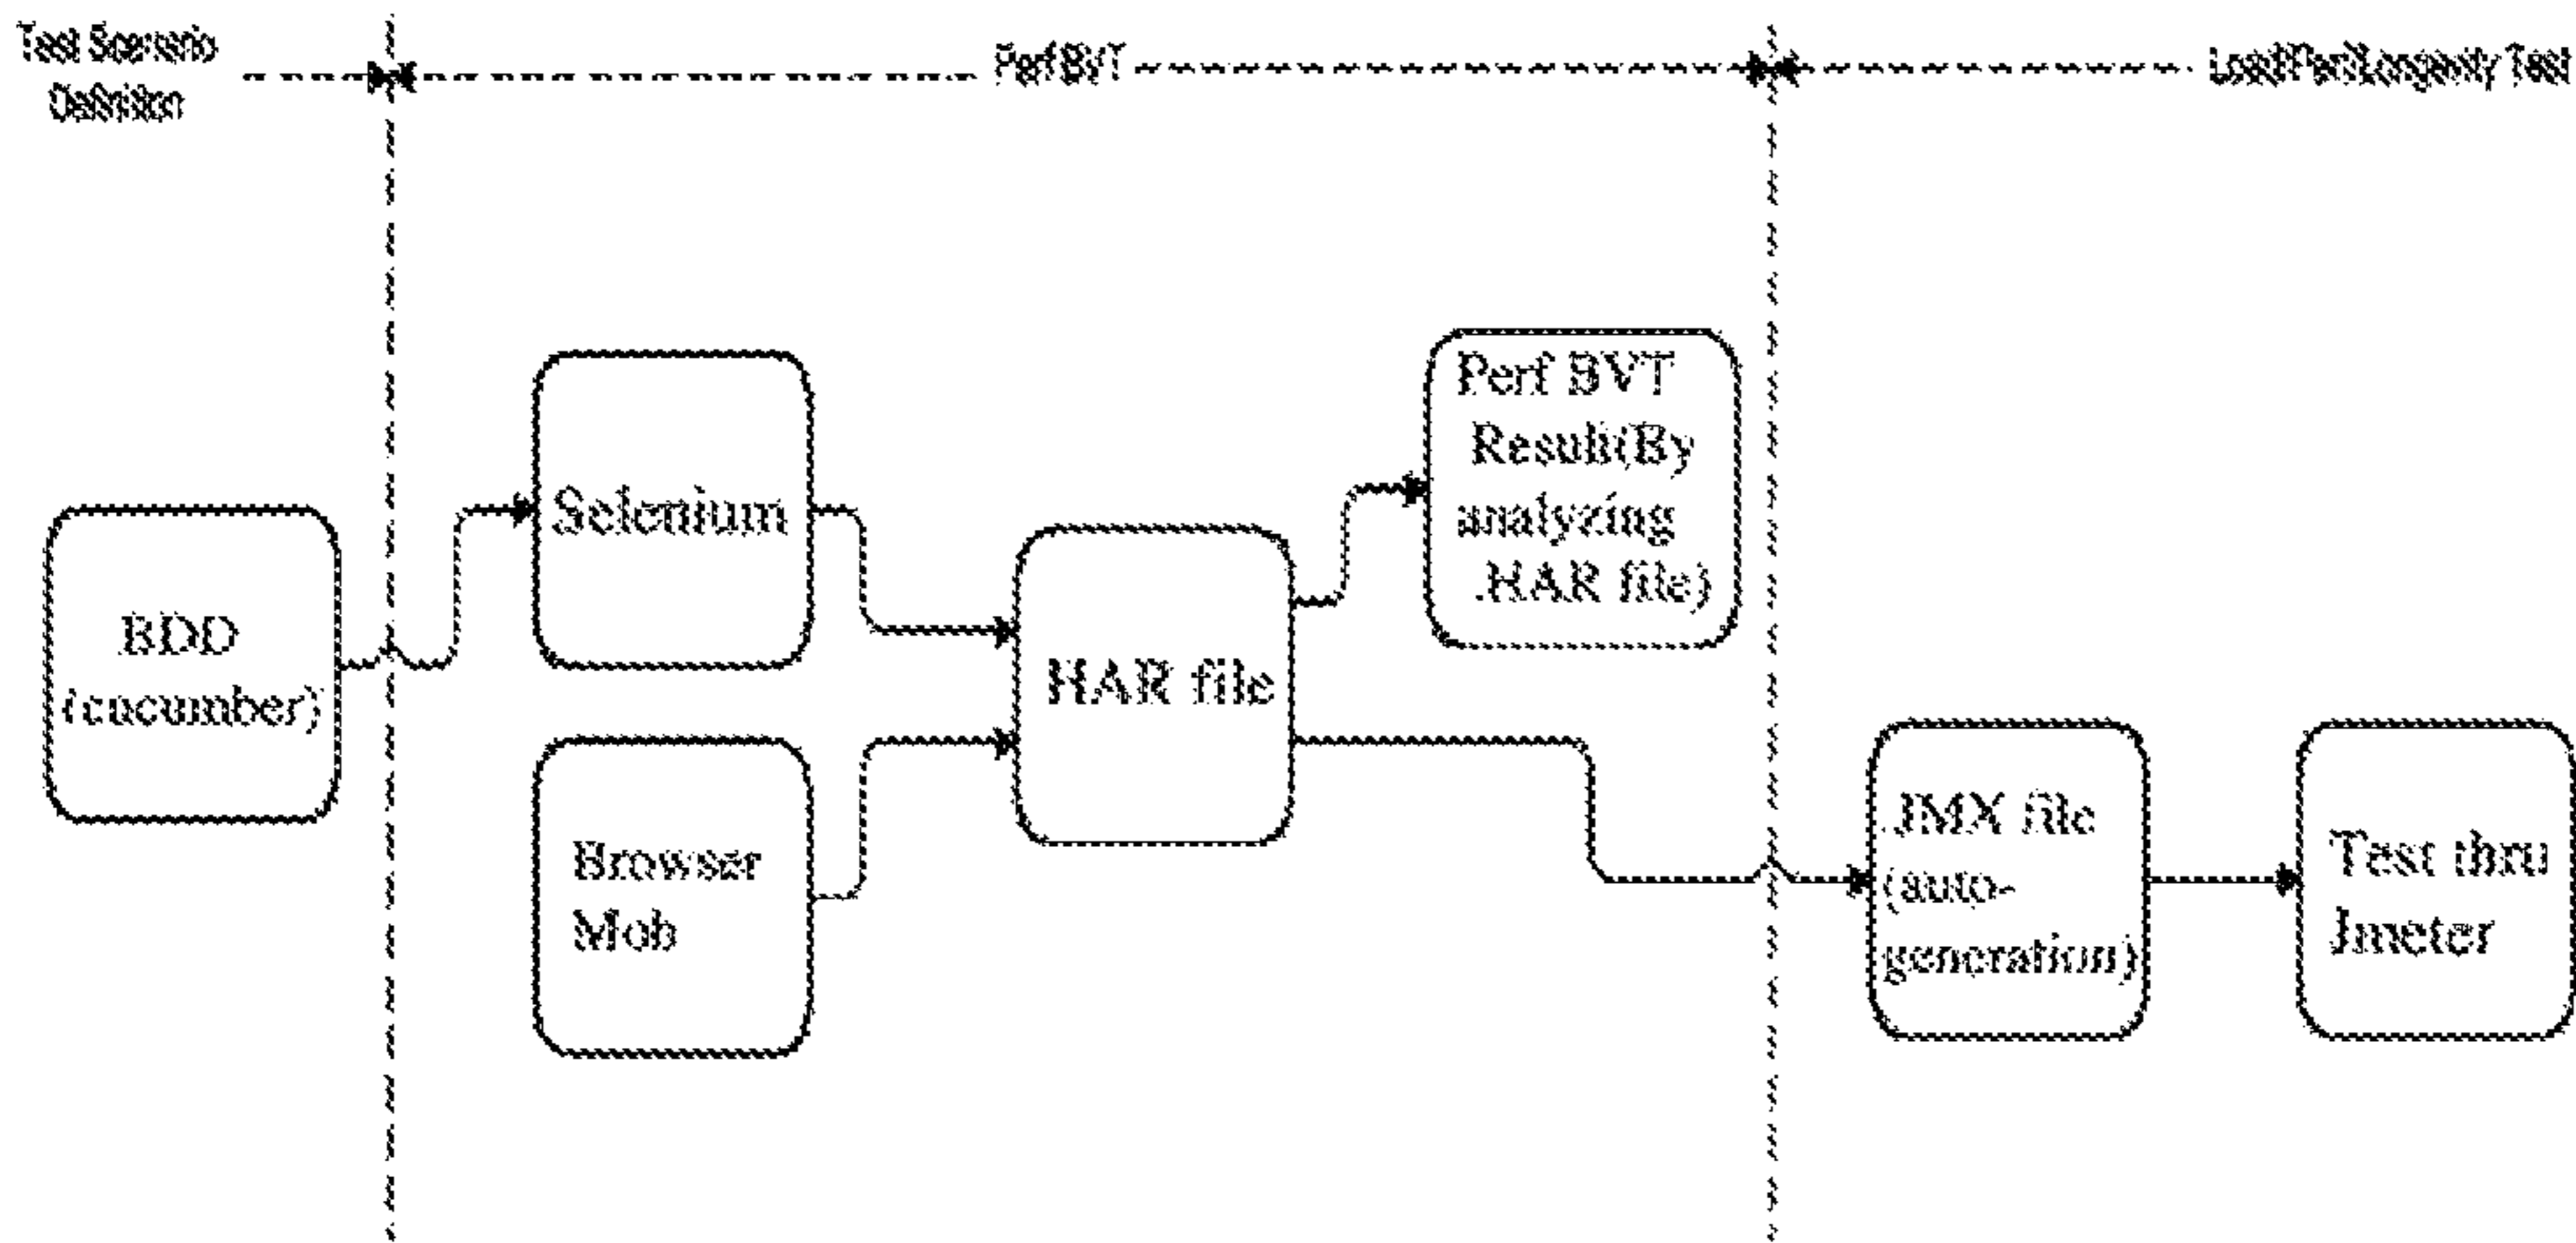 Test Scenario
Definition
Perf BVT
Load/Perf/Longevity Test
BDD
(cucumber)
Selenium
Browser
Mob
HAR file
Perf BVT
Result(By
analyzing
.HAR file)
.JMX file
(auto-
generation)
Test thru
Jmeter